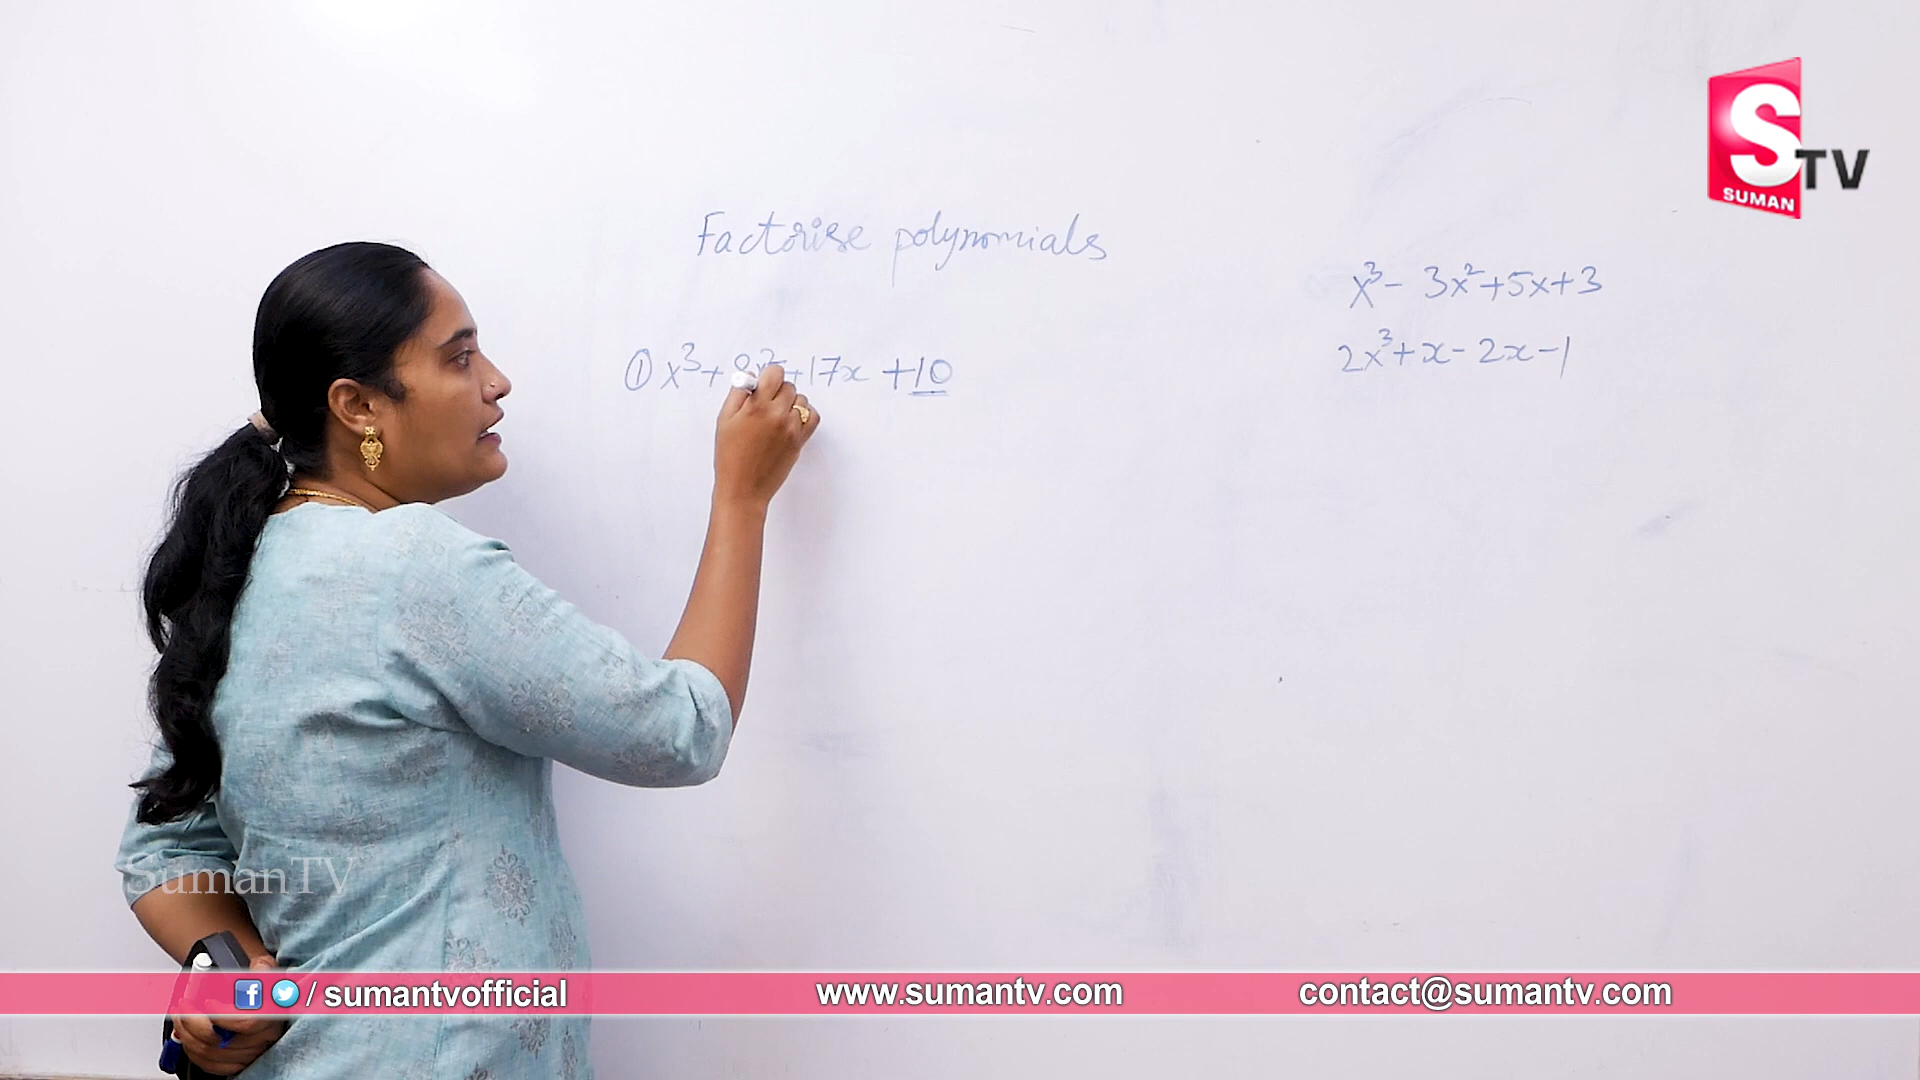 S TV
SUMAN
Factorise polynomials
① x³ + 8x² + 17x + 10
x³ - 3x² + 5x + 3
2x³ + x - 2x - 1
SumanTV
/ sumantvofficial
www.sumantv.com
contact@sumantv.com